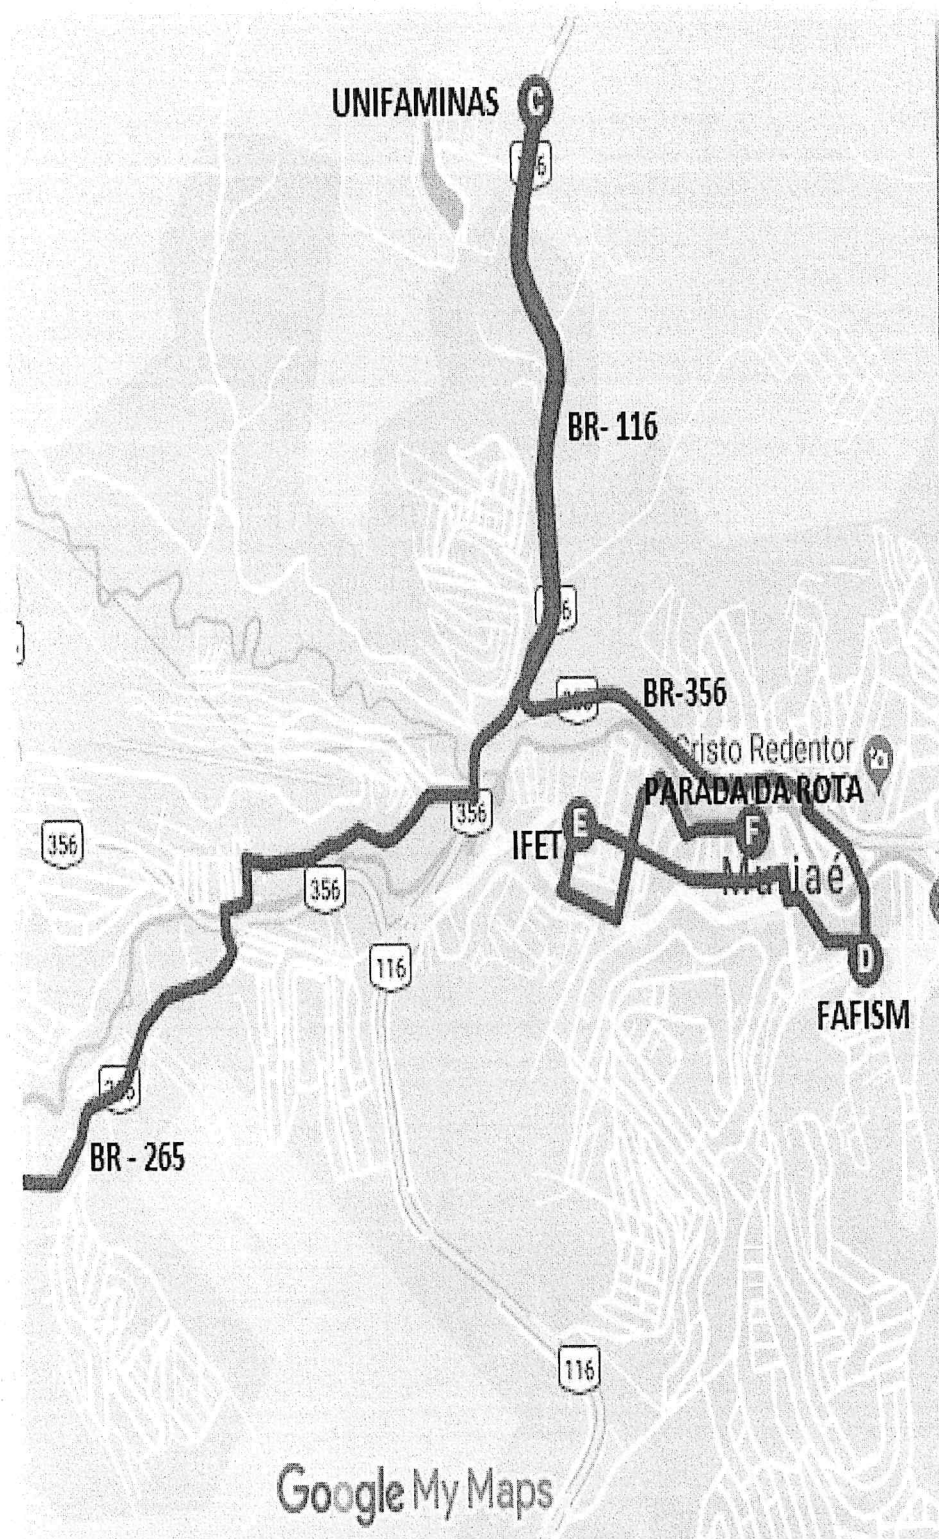 UNIFAMINAS C
BR- 116
BR-356
Cristo Redentor
PARADA DA ROTA
356
356
E
IFET
F
Muriaé
356
116
D
FAFISM
BR - 265
116
Google My Maps